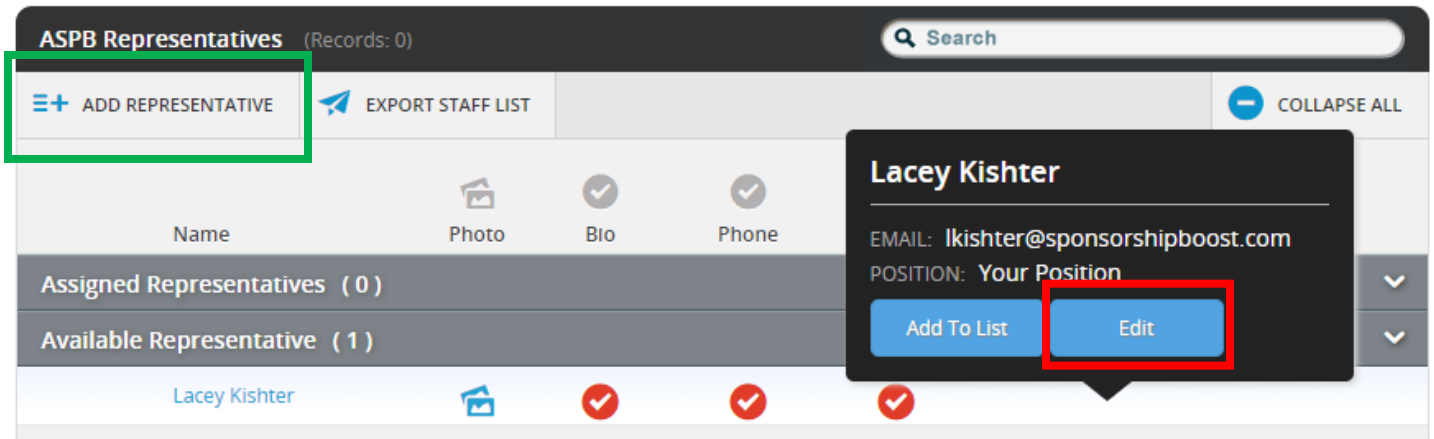 ASPB Representatives (Records: 0)
Search
ADD REPRESENTATIVE
EXPORT STAFF LIST
COLLAPSE ALL
Name
Photo
Bio
Phone
Lacey Kishter
EMAIL: lkishter@sponsorshipboost.com
POSITION: Your Position
Add To List
Edit
Assigned Representatives ( 0 )
Available Representative ( 1 )
Lacey Kishter